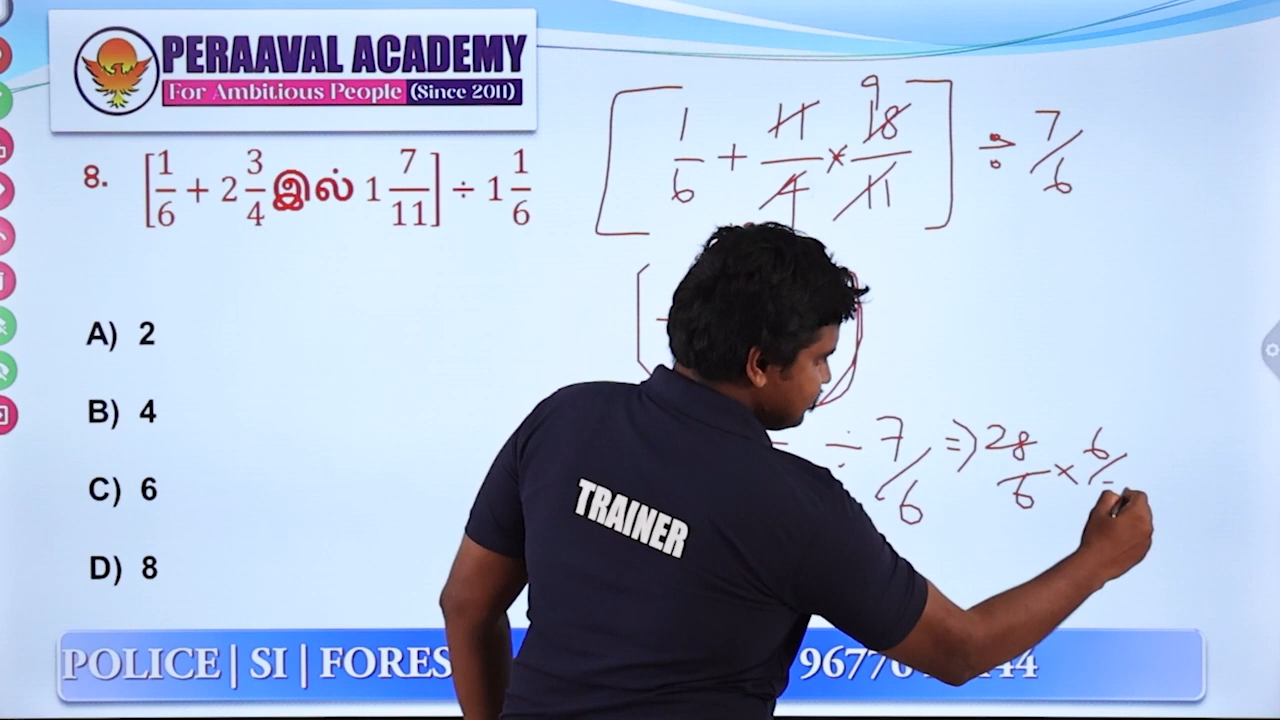 PERAAVAL ACADEMY
For Ambitious People (Since 2011)
8. [1/6 + 2 3/4 இல் 1 7/11] ÷ 1 1/6
A) 2
B) 4
C) 6
D) 8
[1/6 + 11/4 × 18/11] ÷ 7/6
9
÷ 7/6 ⇒ 28/6 × 6/
TRAINER
POLICE | SI |